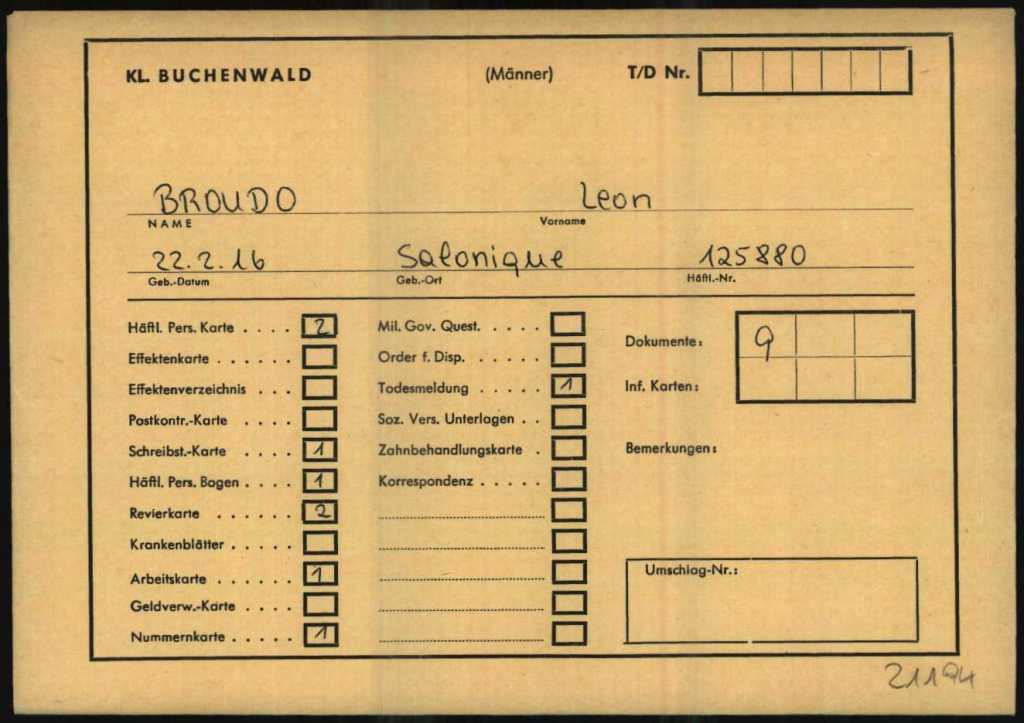 KL. BUCHENWALD (Männer) T/D Nr.
BROUDO Leon
NAME Vorname
22.2.16 Salonique 125880
Geb.-Datum Geb.-Ort Häftl.-Nr.
Häftl. Pers. Karte . . . . 2 Mil. Gov. Quest. . . . . Dokumente: 9
Effektenkarte . . . . . . Order f. Disp. . . . . .
Effektenverzeichnis . . . Todesmeldung . . . . 1 Inf. Karten:
Postkontr.-Karte . . . . Soz. Vers. Unterlagen . .
Schreibst.-Karte . . . . 1 Zahnbehandlungskarte . Bemerkungen:
Häftl. Pers. Bogen . . . . 1 Korrespondenz . . . . .
Revierkarte . . . . . . 2
Krankenblätter . . . . .
Arbeitskarte . . . . . . 1 Umschlag-Nr.:
Geldverw.-Karte . . . .
Nummernkarte . . . . . 1
21194